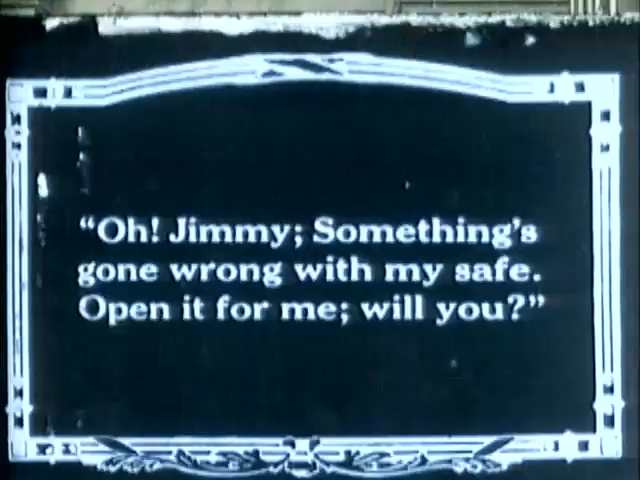 “Oh! Jimmy; Something's
gone wrong with my safe.
Open it for me; will you?”